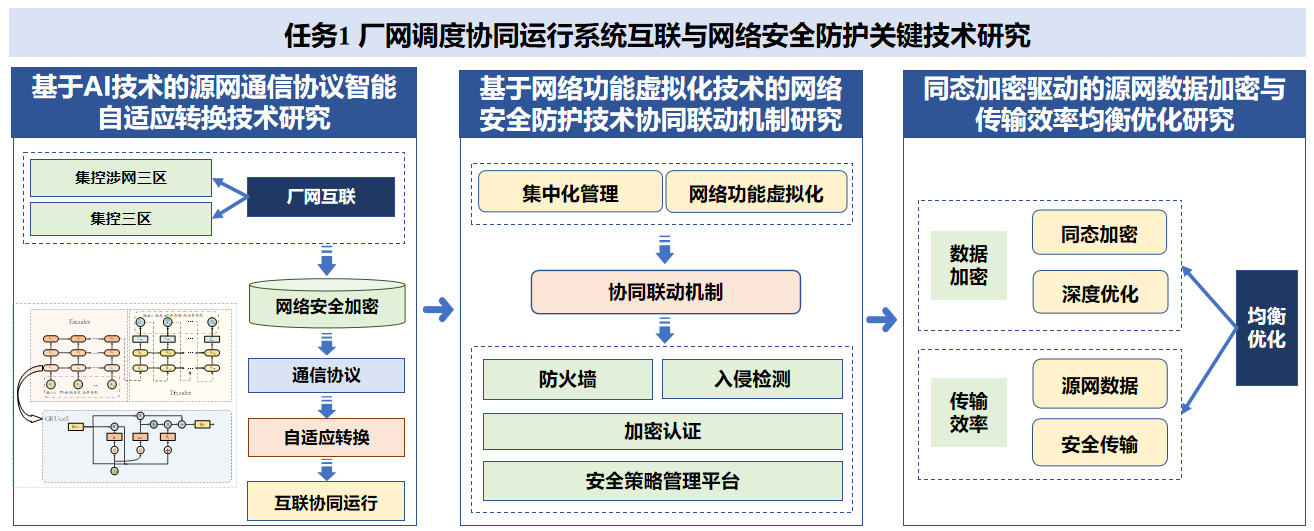 任务1 厂网调度协同运行系统互联与网络安全防护关键技术研究
基于AI技术的源网通信协议智能
自适应转换技术研究
集控涉网三区
集控三区
厂网互联
网络安全加密
通信协议
自适应转换
互联协同运行
Encoder
Decoder
GRU-cell
基于网络功能虚拟化技术的网络
安全防护技术协同联动机制研究
集中化管理
网络功能虚拟化
协同联动机制
防火墙
入侵检测
加密认证
安全策略管理平台
同态加密驱动的源网数据加密与
传输效率均衡优化研究
数据
加密
同态加密
深度优化
传输
效率
源网数据
安全传输
均衡
优化